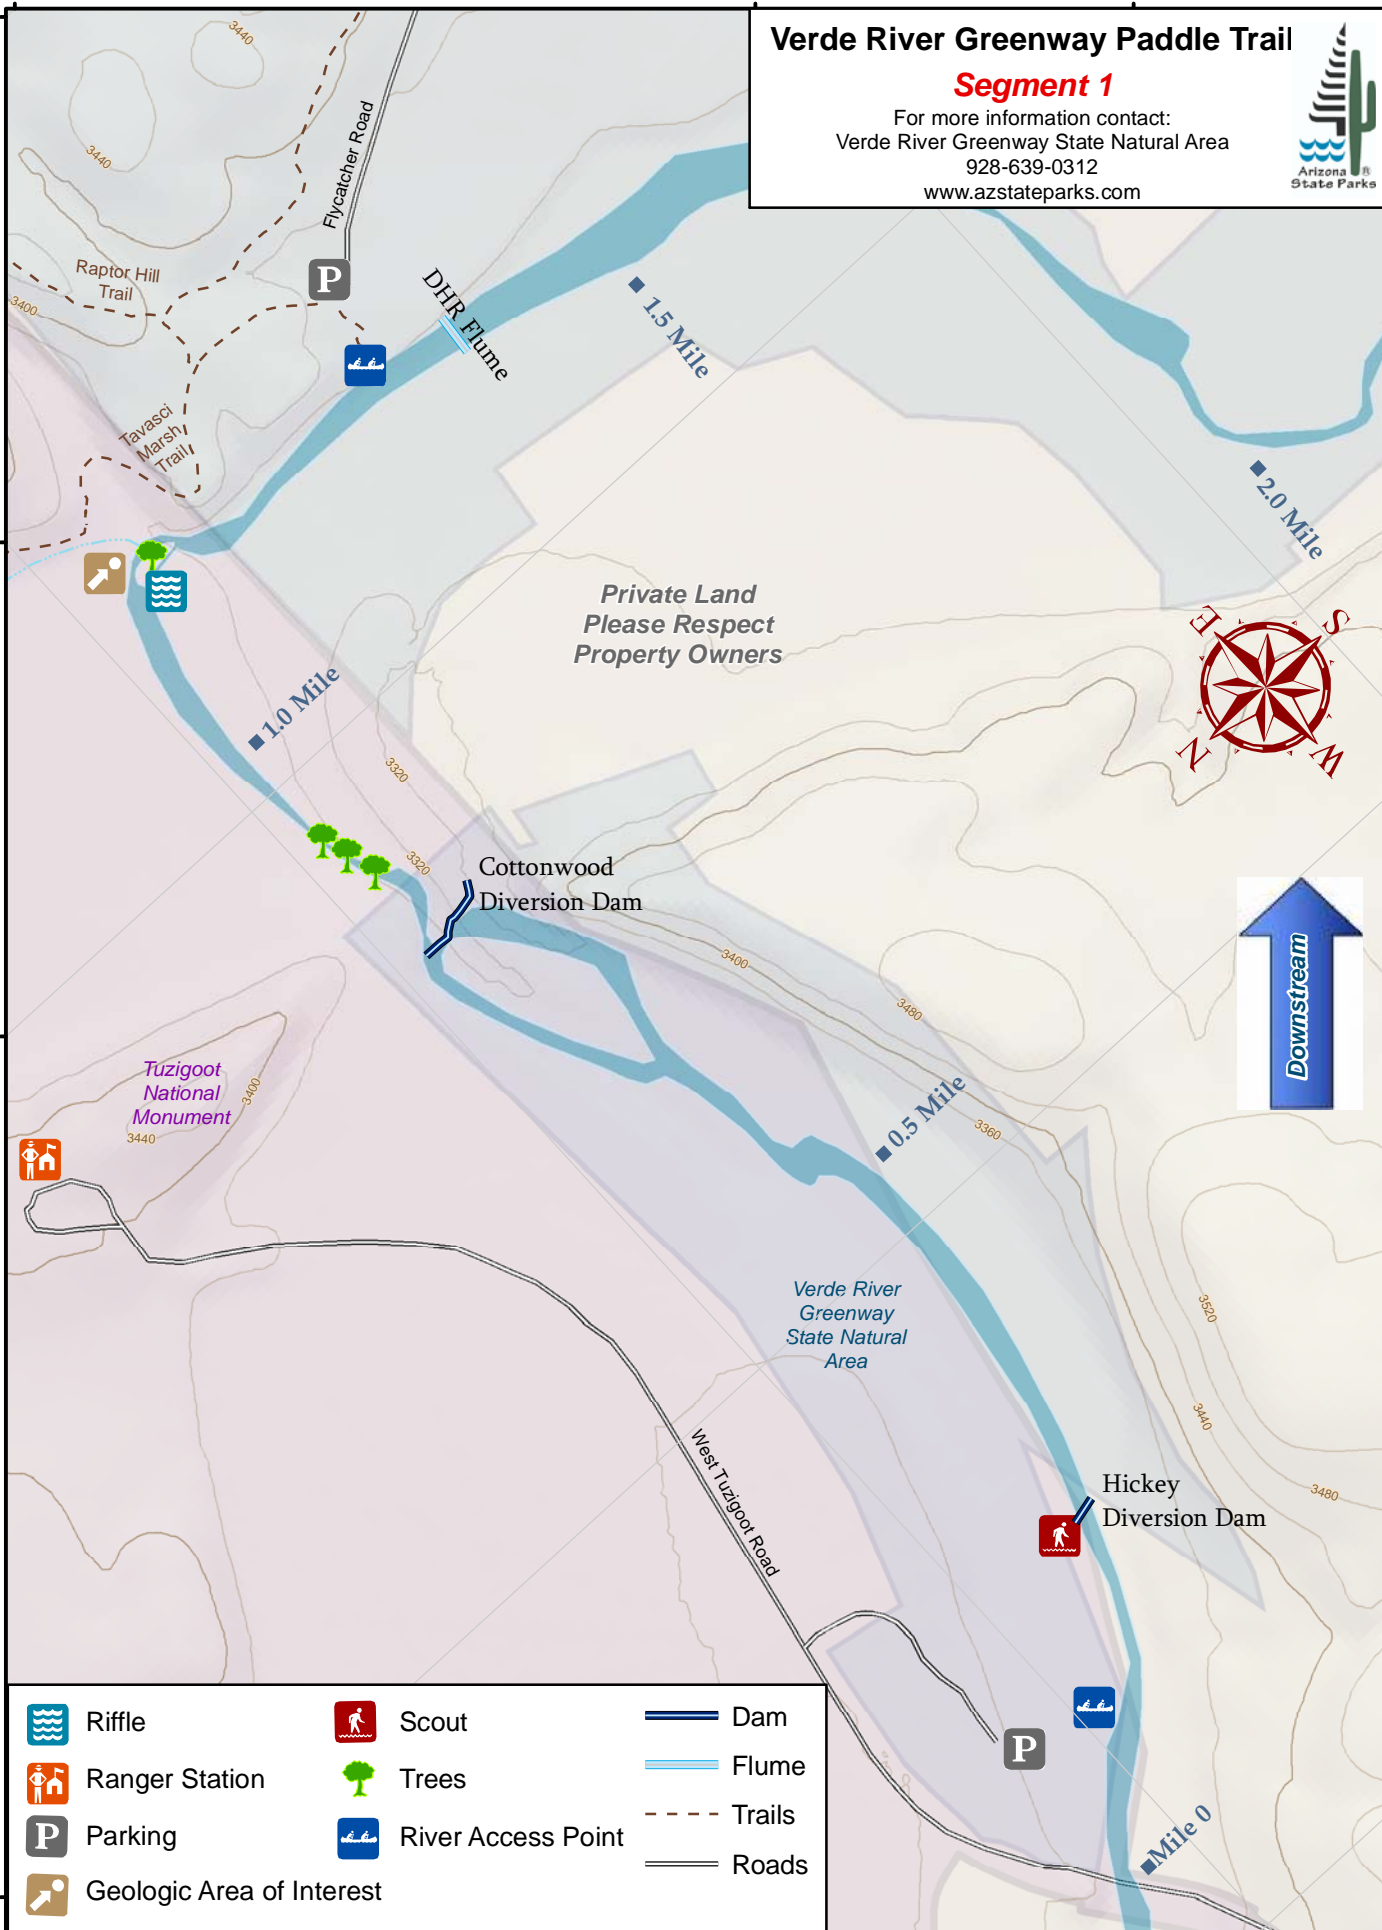 Verde River Greenway Paddle Trail
Segment 1
For more information contact:
Verde River Greenway State Natural Area
928-639-0312
www.azstateparks.com
Arizona ®
State Parks
3440
3440
Flycatcher Road
P
Raptor Hill
Trail
3400
DHR Flume
1.5 Mile
Tavasci
Marsh
Trail
2.0 Mile
Private Land
Please Respect
Property Owners
E
S
N
W
1.0 Mile
3320
3320
Cottonwood
Diversion Dam
3400
3480
Downstream
Tuzigoot
National
Monument
3400
3440
0.5 Mile
3360
Verde River
Greenway
State Natural
Area
3520
3440
3480
West Tuzigoot Road
Hickey
Diversion Dam
P
Mile 0
Riffle
Ranger Station
P
Parking
Geologic Area of Interest
Scout
Trees
River Access Point
Dam
Flume
Trails
Roads